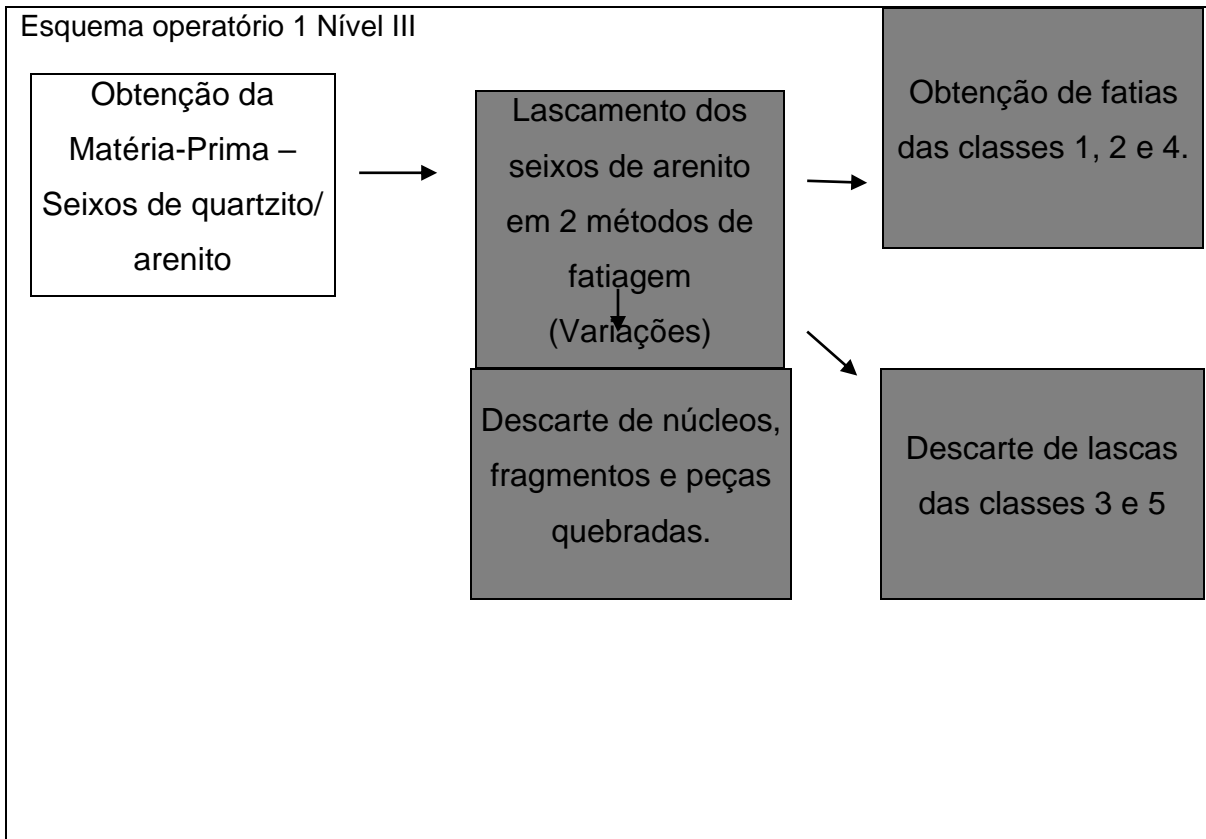 Esquema operatório 1 Nível III
Obtenção da
Matéria-Prima –
Seixos de quartzito/
arenito
Lascamento dos
seixos de arenito
em 2 métodos de
fatiagem
(Variações)
Obtenção de fatias
das classes 1, 2 e 4.
Descarte de núcleos,
fragmentos e peças
quebradas.
Descarte de lascas
das classes 3 e 5